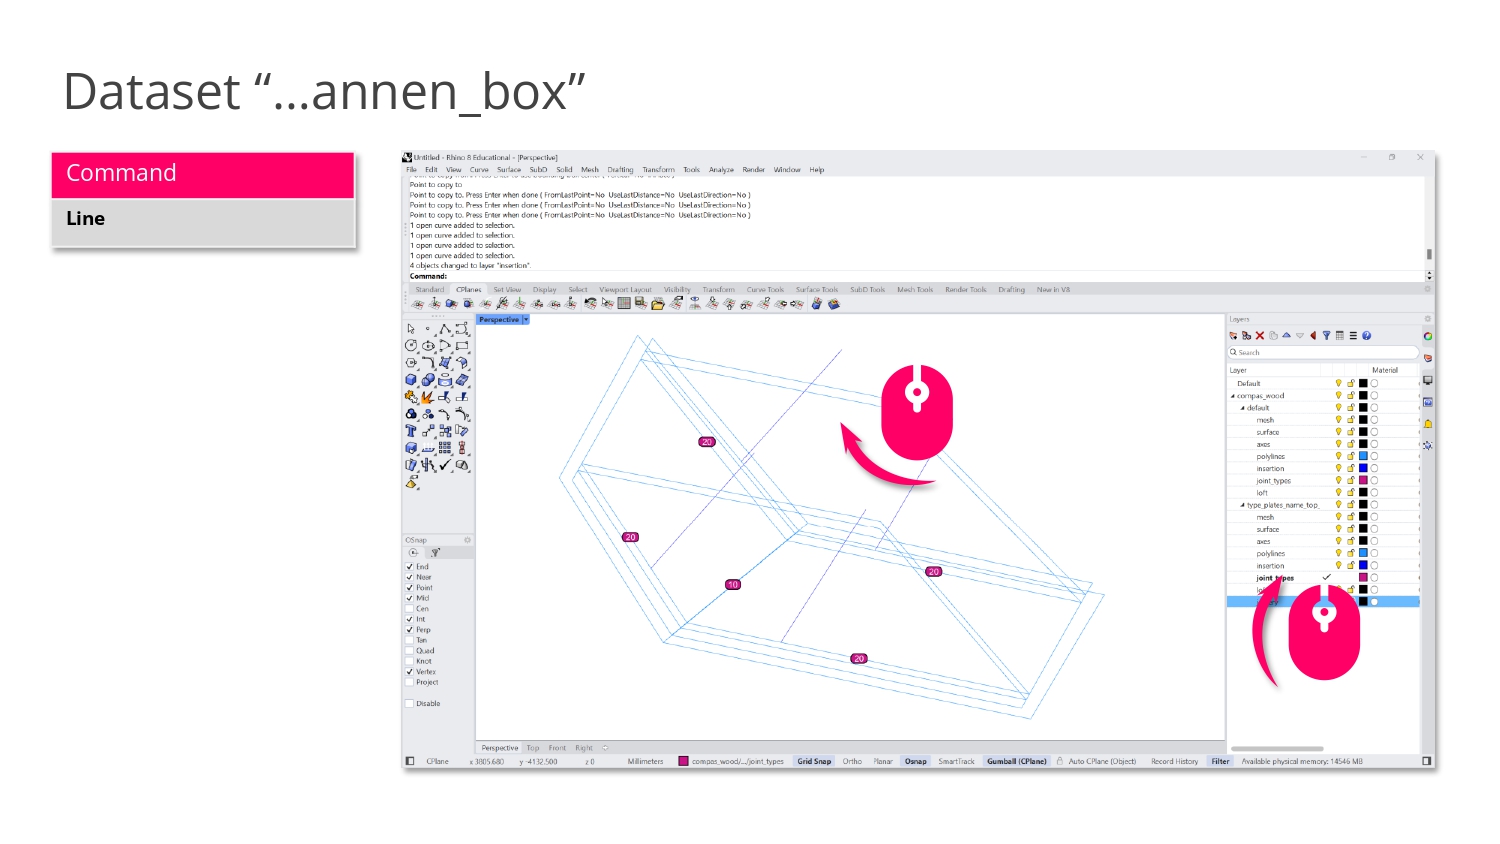 Dataset “...annen_box”
Command
Line
Untitled - Rhino 8 Educational - [Perspective]
File Edit View Curve Surface SubD Solid Mesh Drafting Transform Tools Analyze Render Window Help
Point to copy to
Point to copy to. Press Enter when done ( FromLastPoint=No UseLastDistance=No UseLastDirection=No )
Point to copy to. Press Enter when done ( FromLastPoint=No UseLastDistance=No UseLastDirection=No )
Point to copy to. Press Enter when done ( FromLastPoint=No UseLastDistance=No UseLastDirection=No )
1 open curve added to selection.
1 open curve added to selection.
1 open curve added to selection.
1 open curve added to selection.
4 objects changed to layer "insertion".
Command:
Standard CPlanes Set View Display Select Viewport Layout Visibility Transform Curve Tools Surface Tools SubD Tools Mesh Tools Render Tools Drafting New in V8
Perspective
Layers
Search
Layer Material
Default
compas_wood
default
mesh
surface
axes
polylines
insertion
joint_types
loft
type_plates_name_top_
mesh
surface
axes
polylines
insertion
joint_types
20
20
10
20
20
OSnap
End
Near
Point
Mid
Cen
Int
Perp
Tan
Quad
Knot
Vertex
Project
Disable
Perspective Top Front Right
CPlane x 3805.680 y -4132.500 z 0 Millimeters compas_wood/.../joint_types Grid Snap Ortho Planar Osnap SmartTrack Gumball (CPlane) Auto CPlane (Object) Record History Filter Available physical memory: 14546 MB